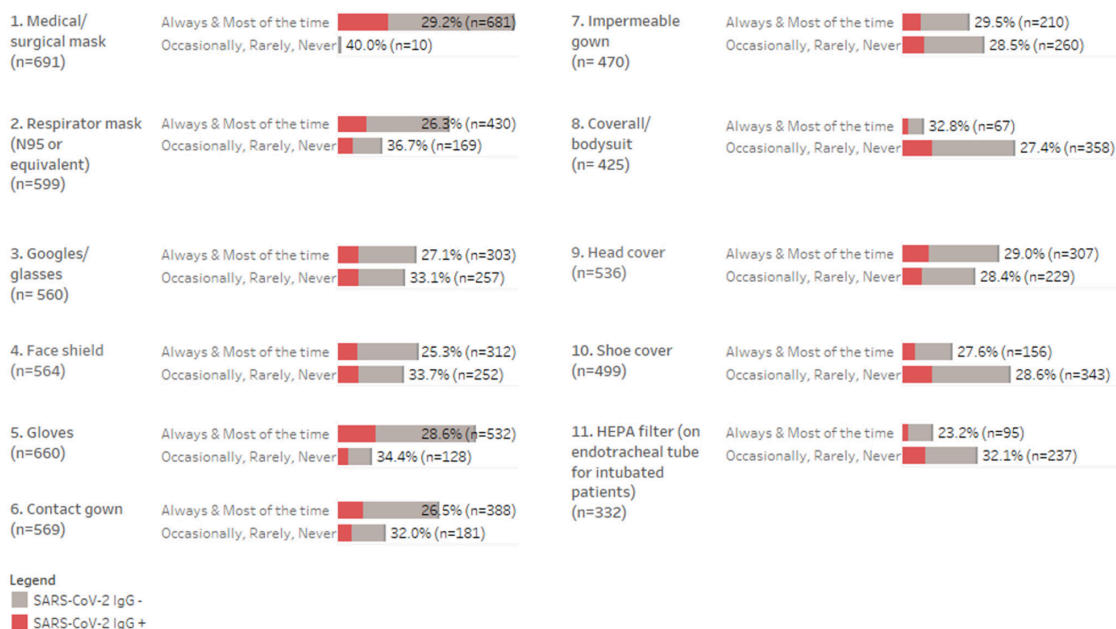 1. Medical/
surgical mask
(n=691)
Always & Most of the time 29.2% (n=681)
Occasionally, Rarely, Never 40.0% (n=10)
2. Respirator mask
(N95 or
equivalent)
(n=599)
Always & Most of the time 26.3% (n=430)
Occasionally, Rarely, Never 36.7% (n=169)
3. Googles/
glasses
(n= 560)
Always & Most of the time 27.1% (n=303)
Occasionally, Rarely, Never 33.1% (n=257)
4. Face shield
(n=564)
Always & Most of the time 25.3% (n=312)
Occasionally, Rarely, Never 33.7% (n=252)
5. Gloves
(n=660)
Always & Most of the time 28.6% (n=532)
Occasionally, Rarely, Never 34.4% (n=128)
6. Contact gown
(n=569)
Always & Most of the time 26.5% (n=388)
Occasionally, Rarely, Never 32.0% (n=181)
7. Impermeable
gown
(n= 470)
Always & Most of the time 29.5% (n=210)
Occasionally, Rarely, Never 28.5% (n=260)
8. Coverall/
bodysuit
(n= 425)
Always & Most of the time 32.8% (n=67)
Occasionally, Rarely, Never 27.4% (n=358)
9. Head cover
(n=536)
Always & Most of the time 29.0% (n=307)
Occasionally, Rarely, Never 28.4% (n=229)
10. Shoe cover
(n=499)
Always & Most of the time 27.6% (n=156)
Occasionally, Rarely, Never 28.6% (n=343)
11. HEPA filter (on
endotracheal tube
for intubated
patients)
(n=332)
Always & Most of the time 23.2% (n=95)
Occasionally, Rarely, Never 32.1% (n=237)
Legend
SARS-CoV-2 IgG -
SARS-CoV-2 IgG +